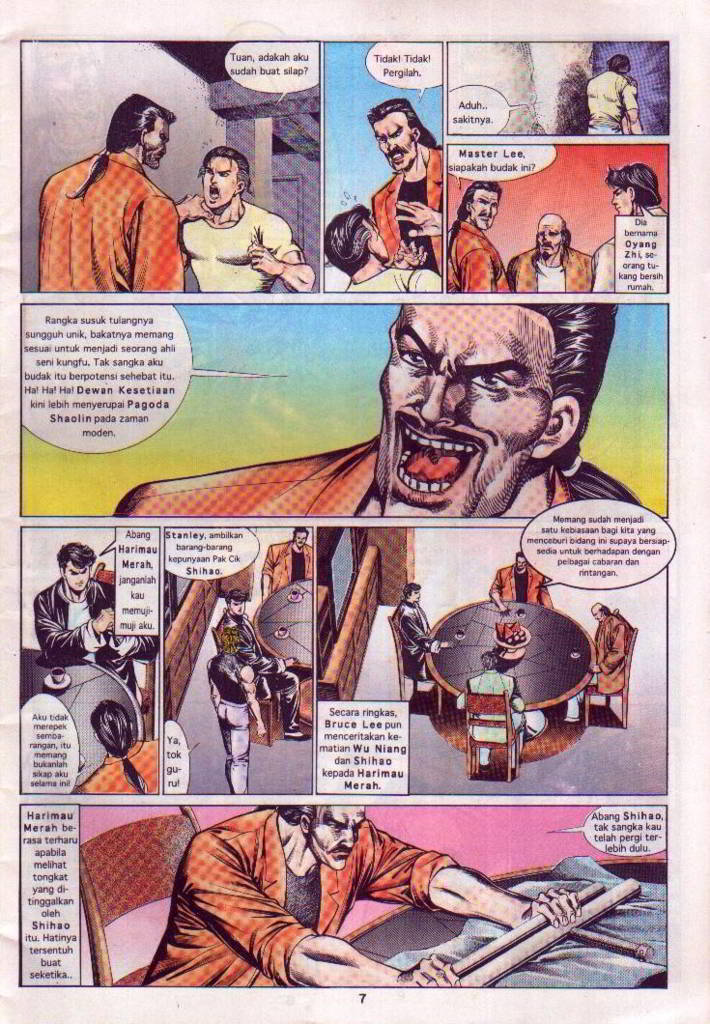 Tuan, adakah aku
sudah buat silap?
Tidak! Tidak!
Pergilah.
Aduh..
sakitnya.
Master Lee,
siapakah budak ini?
Dia
bernama
Oyang
Zhi, se-
orang tu-
kang bersih
rumah.
Rangka susuk tulangnya
sungguh unik, bakatnya memang
sesuai untuk menjadi seorang ahli
seni kungfu. Tak sangka aku
budak itu berpotensi sehebat itu.
Ha! Ha! Ha! Dewan Kesetiaan
kini lebih menyerupai Pagoda
Shaolin pada zaman
moden.
Abang
Harimau
Merah,
janganlah
kau
memuji-
muji aku.
Aku tidak
merepek
semba-
rangan, itu
memang
bukanlah
sikap aku
selama ini!
Stanley, ambilkan
barang-barang
kepunyaan Pak Cik
Shihao.
Ya,
tok
gu-
ru!
Memang sudah menjadi
satu kebiasaan bagi kita yang
menceburi bidang ini supaya bersiap-
sedia untuk berhadapan dengan
pelbagai cabaran dan
rintangan.
Secara ringkas,
Bruce Lee pun
menceritakan ke-
matian Wu Niang
dan Shihao
kepada Harimau
Merah.
Harimau
Merah be-
rasa terharu
apabila
melihat
tongkat
yang di-
tinggalkan
oleh
Shihao
itu. Hatinya
tersentuh
buat
seketika..
Abang Shihao,
tak sangka kau
telah pergi ter-
lebih dulu.
7